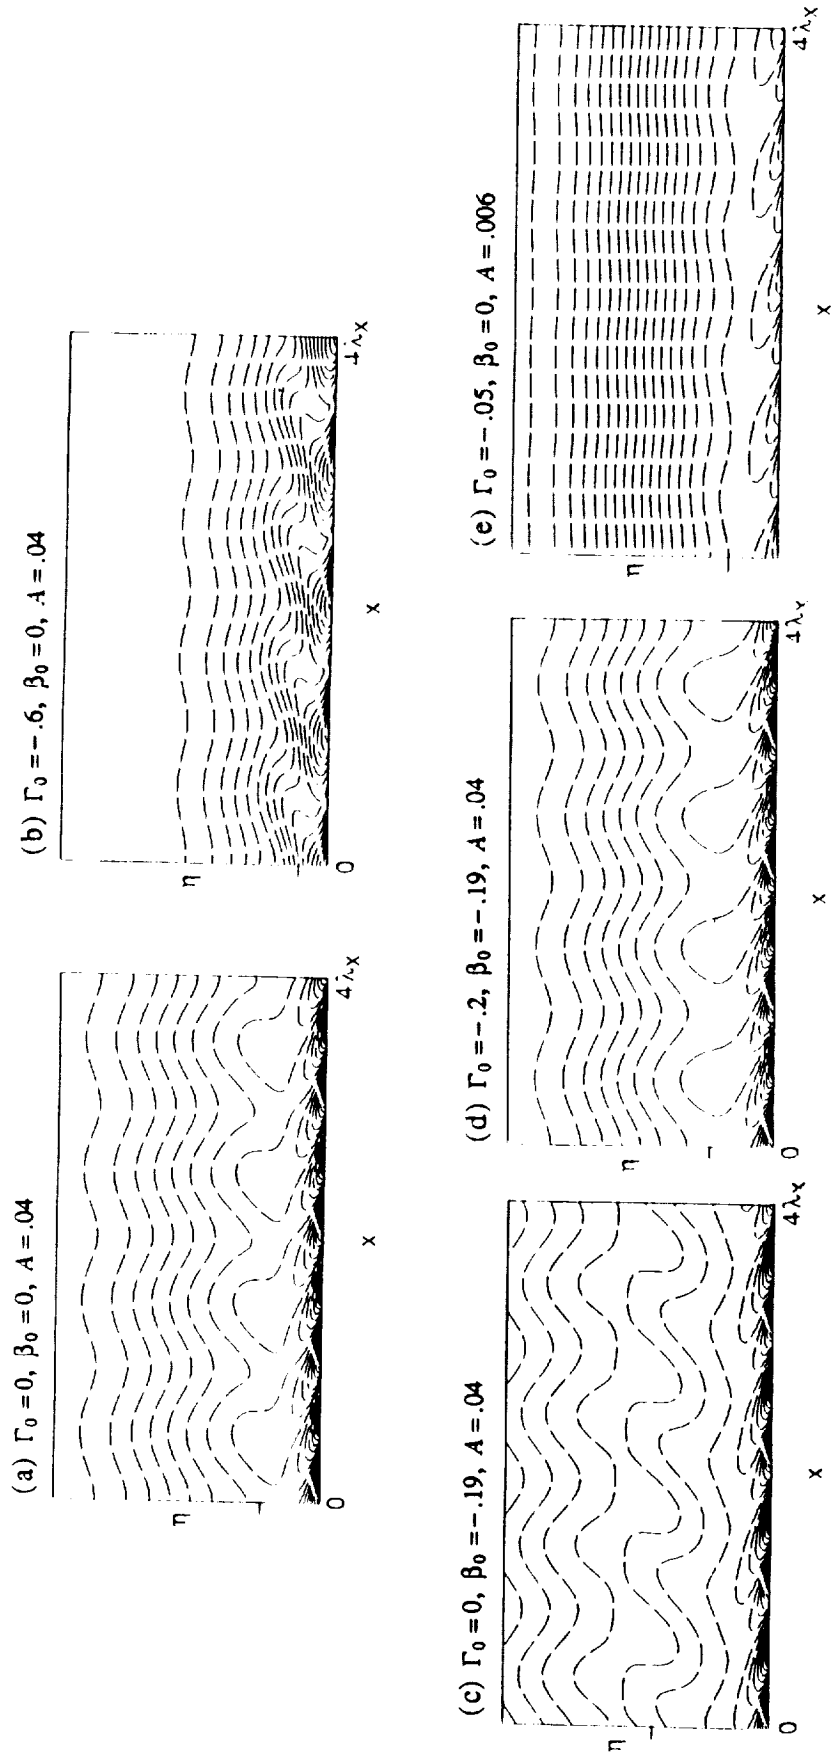 (a) Γ₀ = 0, β₀ = 0, A = .04
η
0
4λx
x
(b) Γ₀ = -.6, β₀ = 0, A = .04
η
0
4λx
x
(c) Γ₀ = 0, β₀ = -.19, A = .04
η
0
4λx
x
(d) Γ₀ = -.2, β₀ = -.19, A = .04
η
0
4λx
x
(e) Γ₀ = -.05, β₀ = 0, A = .006
η
4λx
x